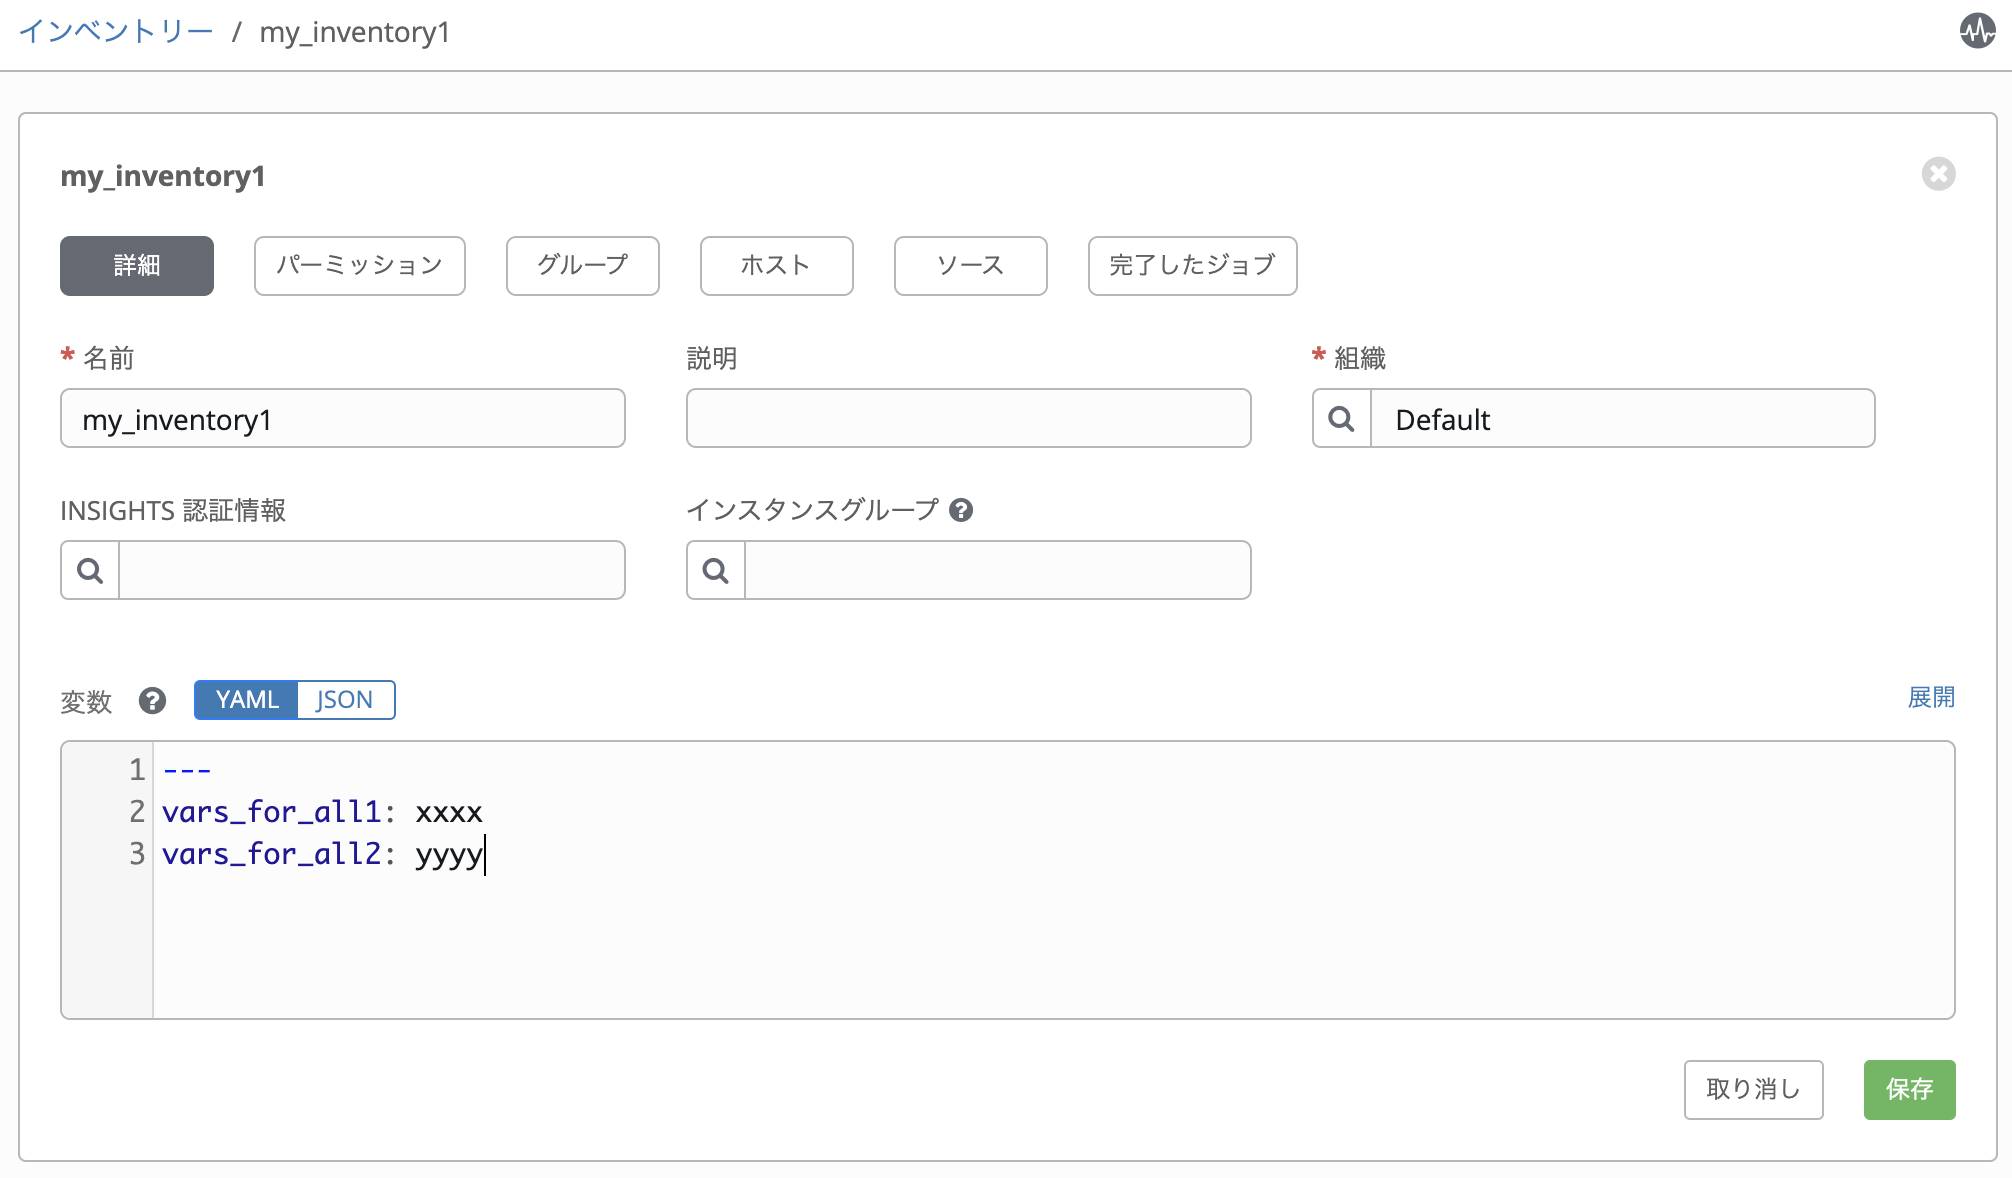 インベントリー / my_inventory1
my_inventory1
詳細 パーミッション グループ ホスト ソース 完了したジョブ
* 名前 説明 * 組織
my_inventory1 Default
INSIGHTS 認証情報 インスタンスグループ ?
変数 ? YAML JSON 展開
1 ---
2 vars_for_all1: xxxx
3 vars_for_all2: yyyy
取り消し 保存